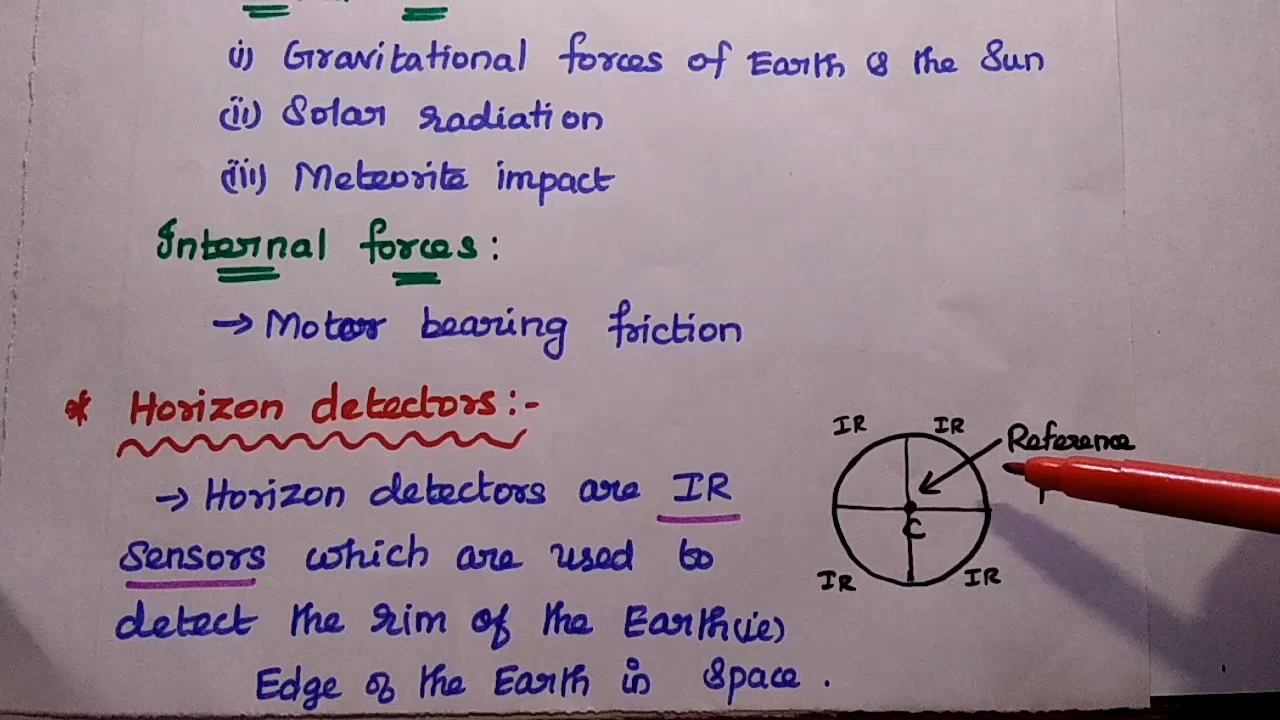 (i) Gravitational forces of Earth & the Sun
(ii) Solar radiation
(iii) Meteorite impact
Internal forces:
→ Motor bearing friction
* Horizon detectors:-
→ Horizon detectors are IR
sensors which are used to
detect the rim of the Earth (ie)
Edge of the Earth in space.
IR IR
Reference
C
IR IR